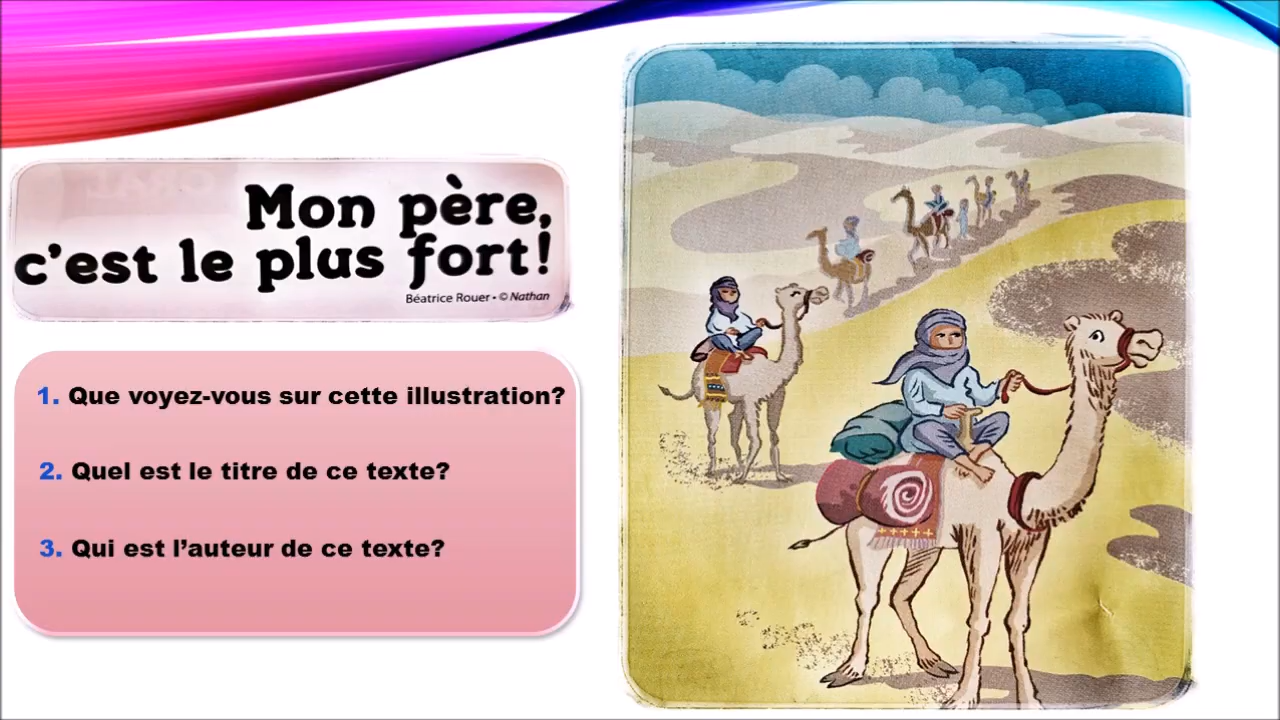 Mon père,
c'est le plus fort!
Béatrice Rouer • © Nathan
1. Que voyez-vous sur cette illustration?
2. Quel est le titre de ce texte?
3. Qui est l’auteur de ce texte?